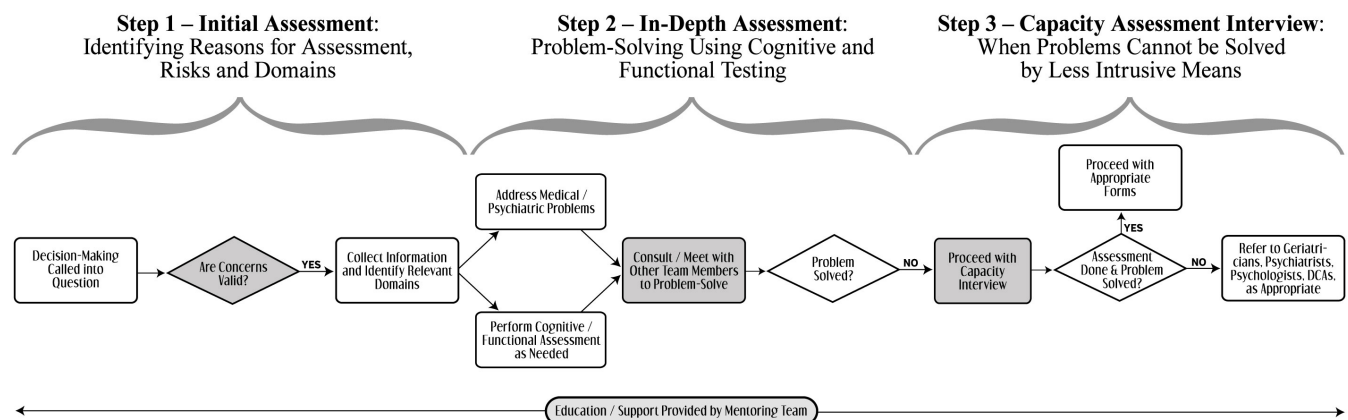 Step 1 – Initial Assessment:
Identifying Reasons for Assessment,
Risks and Domains
Step 2 – In-Depth Assessment:
Problem-Solving Using Cognitive and
Functional Testing
Step 3 – Capacity Assessment Interview:
When Problems Cannot be Solved
by Less Intrusive Means
Decision-Making
Called into
Question
Are Concerns
Valid?
YES
Collect Information
and Identify Relevant
Domains
Address Medical /
Psychiatric Problems
Perform Cognitive /
Functional Assessment
as Needed
Consult / Meet with
Other Team Members
to Problem-Solve
Problem
Solved?
NO
Proceed with
Capacity
Interview
Assessment
Done & Problem
Solved?
YES
Proceed with
Appropriate
Forms
NO
Refer to Geriatri-
cians, Psychiatrists,
Psychologists, DCAs,
as Appropriate
Education / Support Provided by Mentoring Team